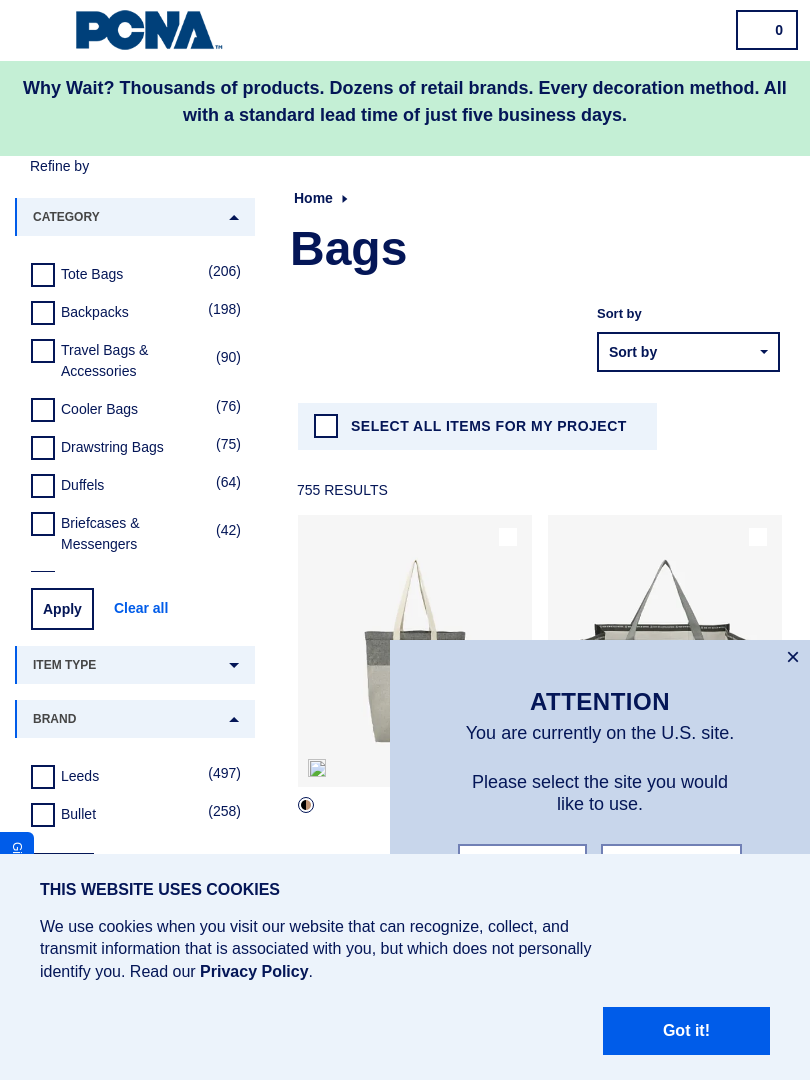 PCNA™
0
Why Wait? Thousands of products. Dozens of retail brands. Every decoration method. All
with a standard lead time of just five business days.
Refine by
CATEGORY
Tote Bags (206)
Backpacks (198)
Travel Bags &
Accessories (90)
Cooler Bags (76)
Drawstring Bags (75)
Duffels (64)
Briefcases &
Messengers (42)
Apply Clear all
ITEM TYPE
BRAND
Leeds (497)
Bullet (258)
Home
Bags
Sort by
Sort by
SELECT ALL ITEMS FOR MY PROJECT
755 RESULTS
×
ATTENTION
You are currently on the U.S. site.
Please select the site you would
like to use.
THIS WEBSITE USES COOKIES
We use cookies when you visit our website that can recognize, collect, and
transmit information that is associated with you, but which does not personally
identify you. Read our Privacy Policy.
Got it!